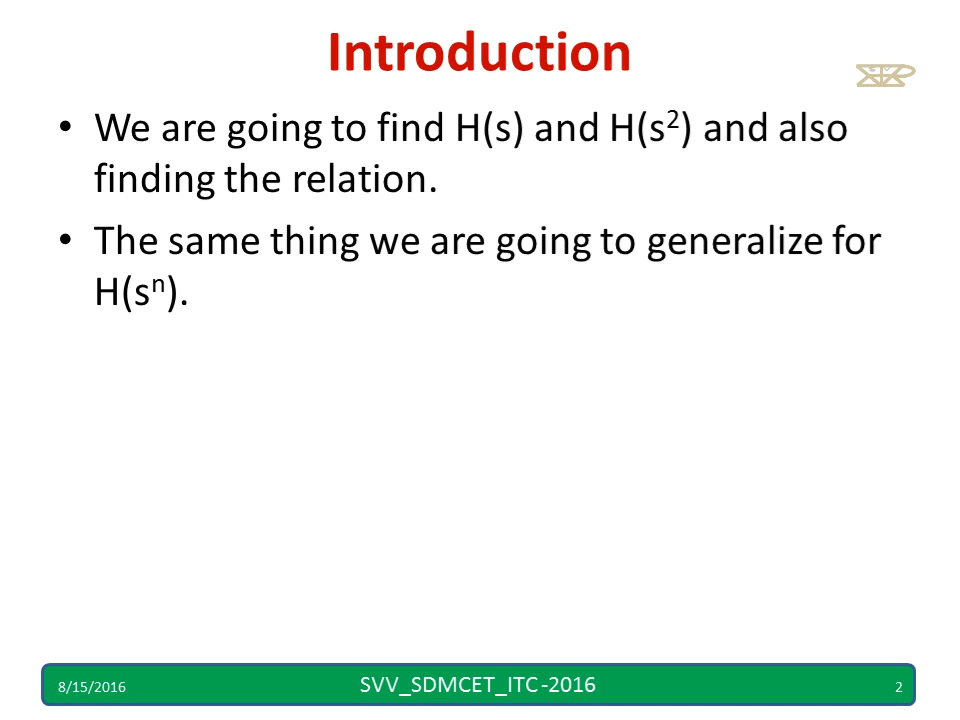 Introduction
• We are going to find H(s) and H(s²) and also
finding the relation.
• The same thing we are going to generalize for
H(sⁿ).
8/15/2016 SVV_SDMCET_ITC -2016 2